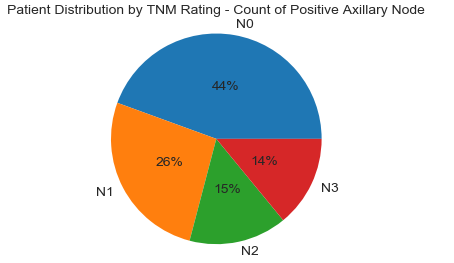 Patient Distribution by TNM Rating - Count of Positive Axillary Node
N0
44%
26%
14%
15%
N1
N3
N2